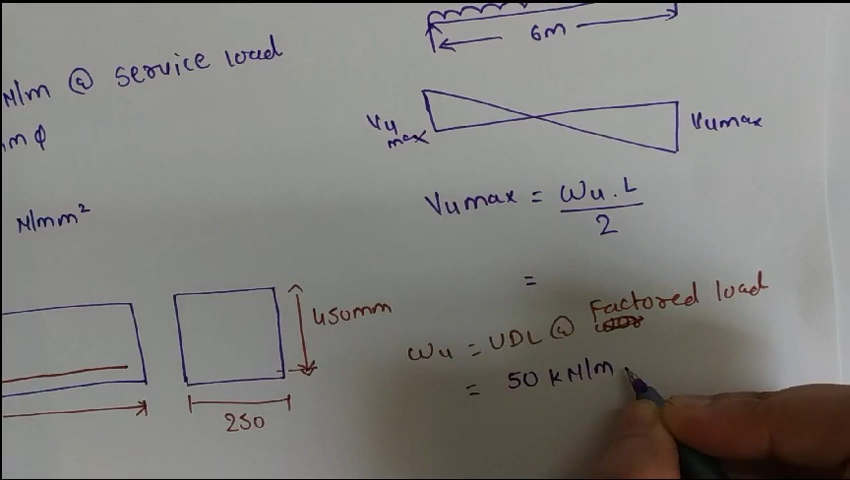 N/m @ service load
mm ϕ
N/mm²
450mm
250
6m
Vu max
Vumax
Vumax = Wu . L / 2
=
Wu = UDL @ Factored load
= 50 KN/m